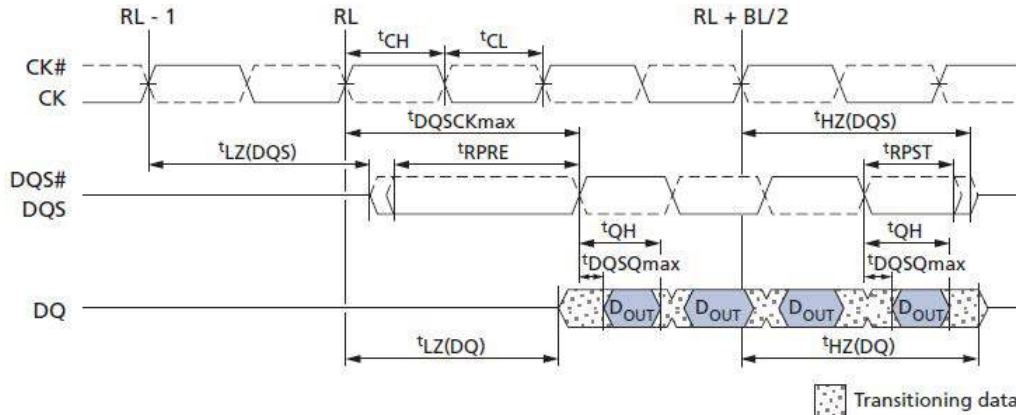 RL - 1 RL RL + BL/2
tCH tCL
CK#
CK
tDQSCKmax tHZ(DQS)
tLZ(DQS) tRPRE tRPST
DQS#
DQS
tQH tQH
tDQSQmax tDQSQmax
DQ DOUT DOUT DOUT DOUT
tLZ(DQ) tHZ(DQ)
Transitioning data